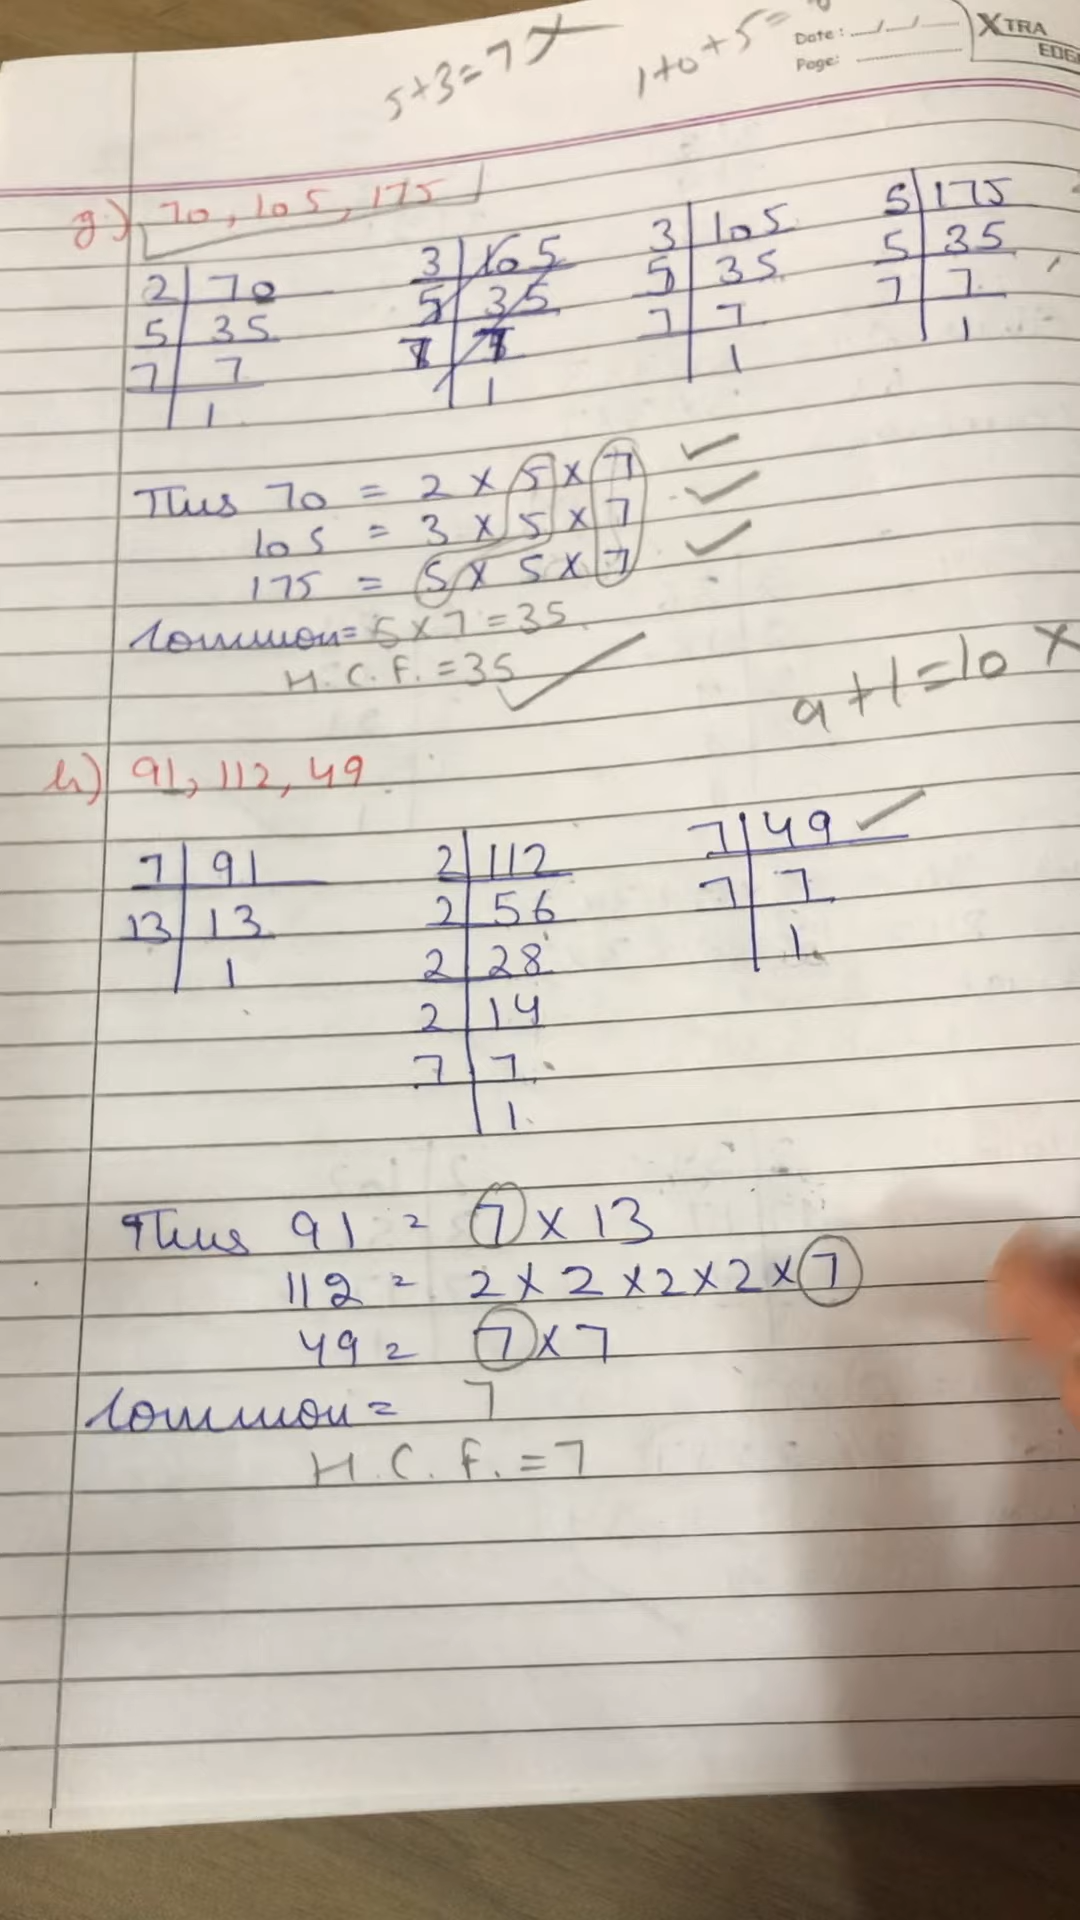 5+3=7 x
1+0+5=
Date: __/__/__
Page:
XTRA
EDGE
g) 70, 105, 175
2 | 70
5 | 35
7 | 7
1
3 | 105
5 | 35
7 | 7
1
3 | 105
5 | 35
7 | 7
1
5 | 175
5 | 35
7 | 7
1
Thus 70 = 2 x 5 x 7 ✓
105 = 3 x 5 x 7 ✓
175 = 5 x 5 x 7 ✓
Common = 5 x 7 = 35
H.C.F. = 35 ✓
9+1=10 x
h) 91, 112, 49
7 | 91
13 | 13
1
2 | 112
2 | 56
2 | 28
2 | 14
7 | 7
1
7 | 49 ✓
7 | 7
1
Thus 91 = 7 x 13
112 = 2 x 2 x 2 x 2 x 7
49 = 7 x 7
Common = 7
H.C.F. = 7